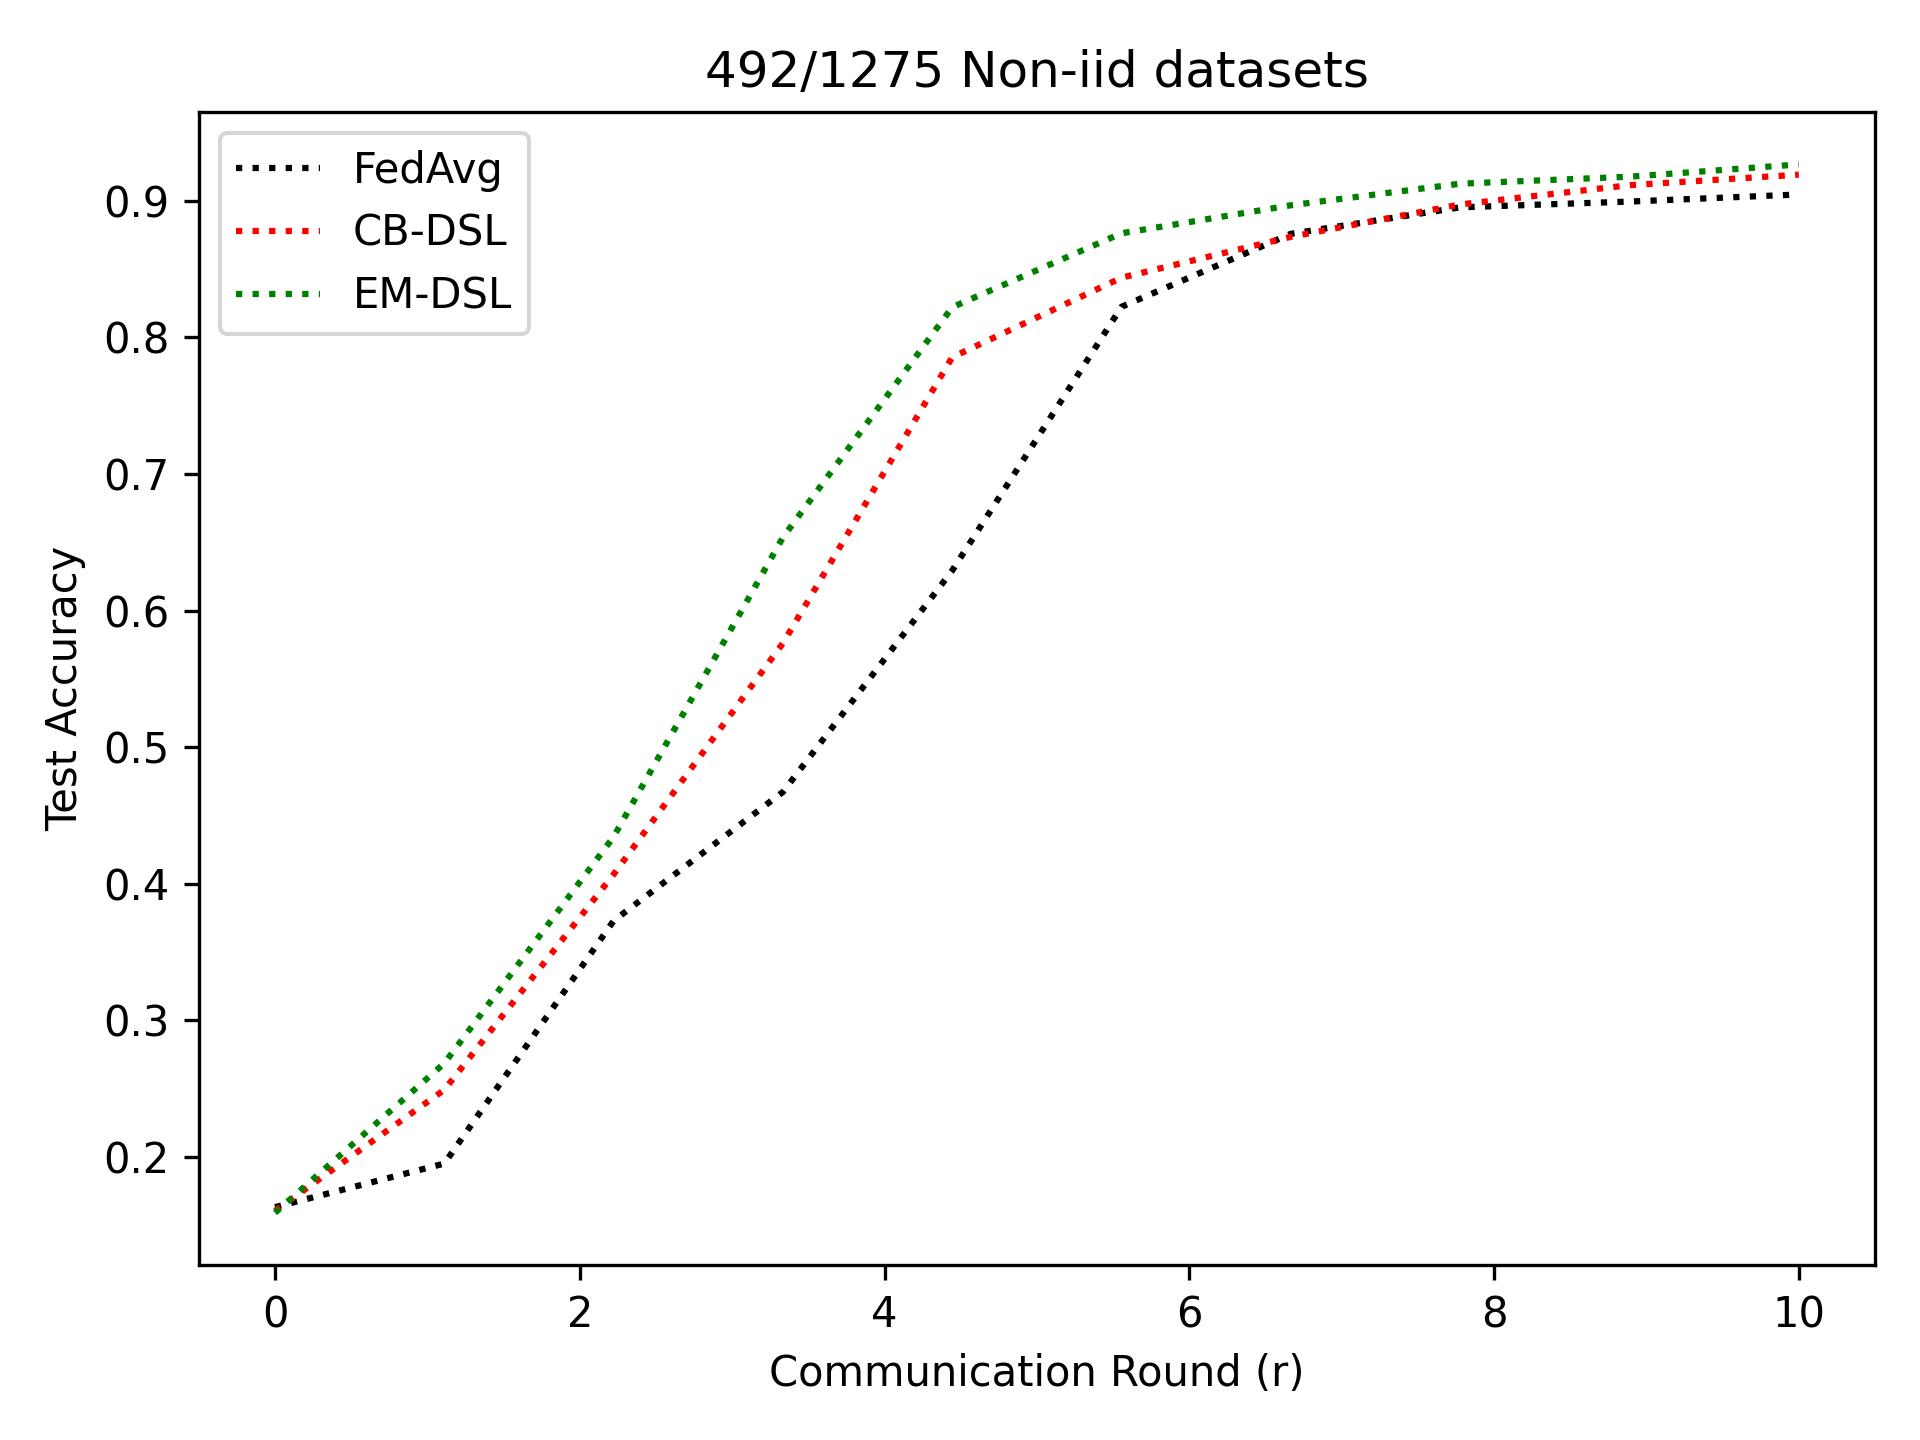 492/1275 Non-iid datasets
FedAvg
CB-DSL
EM-DSL
0.9
0.8
0.7
0.6
0.5
0.4
0.3
0.2
Test Accuracy
0 2 4 6 8 10
Communication Round (r)